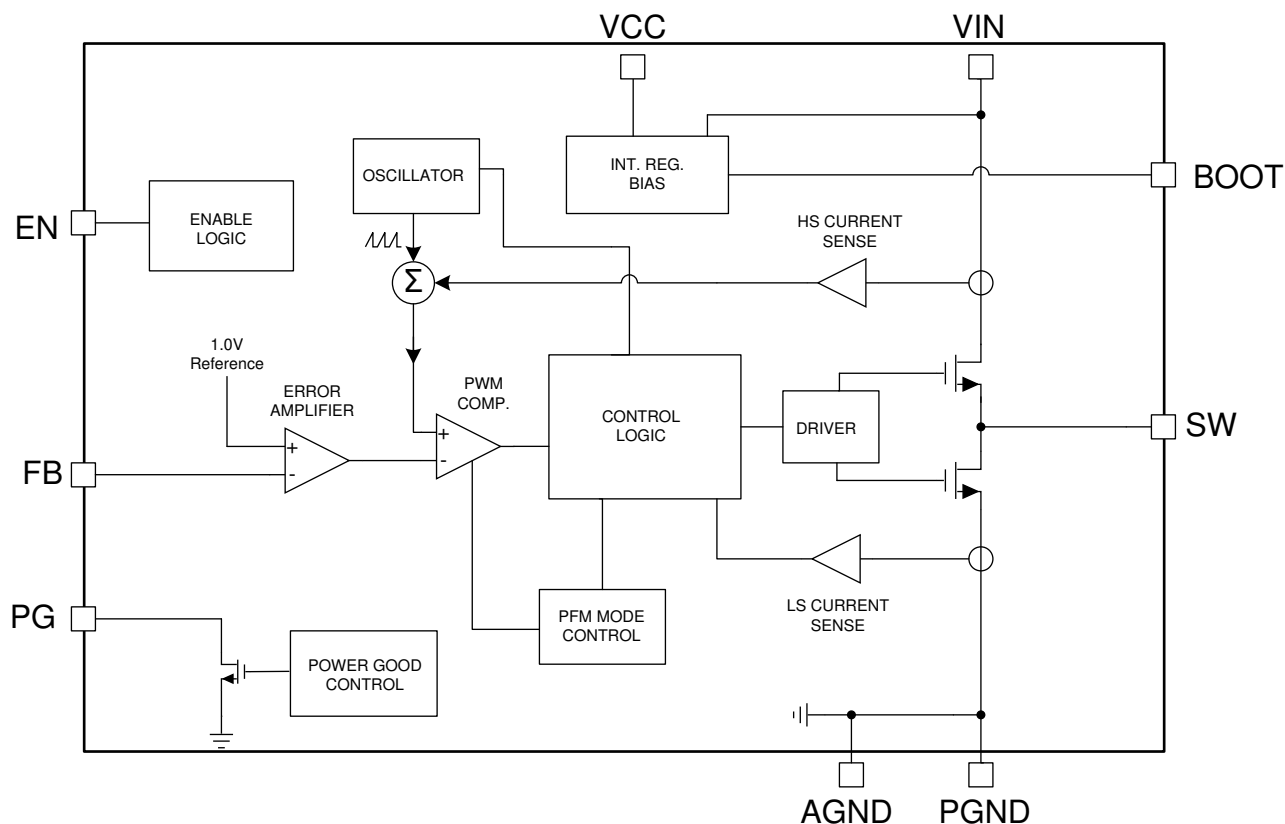 VCC
VIN
OSCILLATOR
INT. REG.
BIAS
BOOT
EN
ENABLE
LOGIC
HS CURRENT
SENSE
Σ
1.0V
Reference
ERROR
AMPLIFIER
PWM
COMP.
CONTROL
LOGIC
DRIVER
SW
+
-
+
-
FB
PG
PFM MODE
CONTROL
LS CURRENT
SENSE
POWER GOOD
CONTROL
AGND
PGND